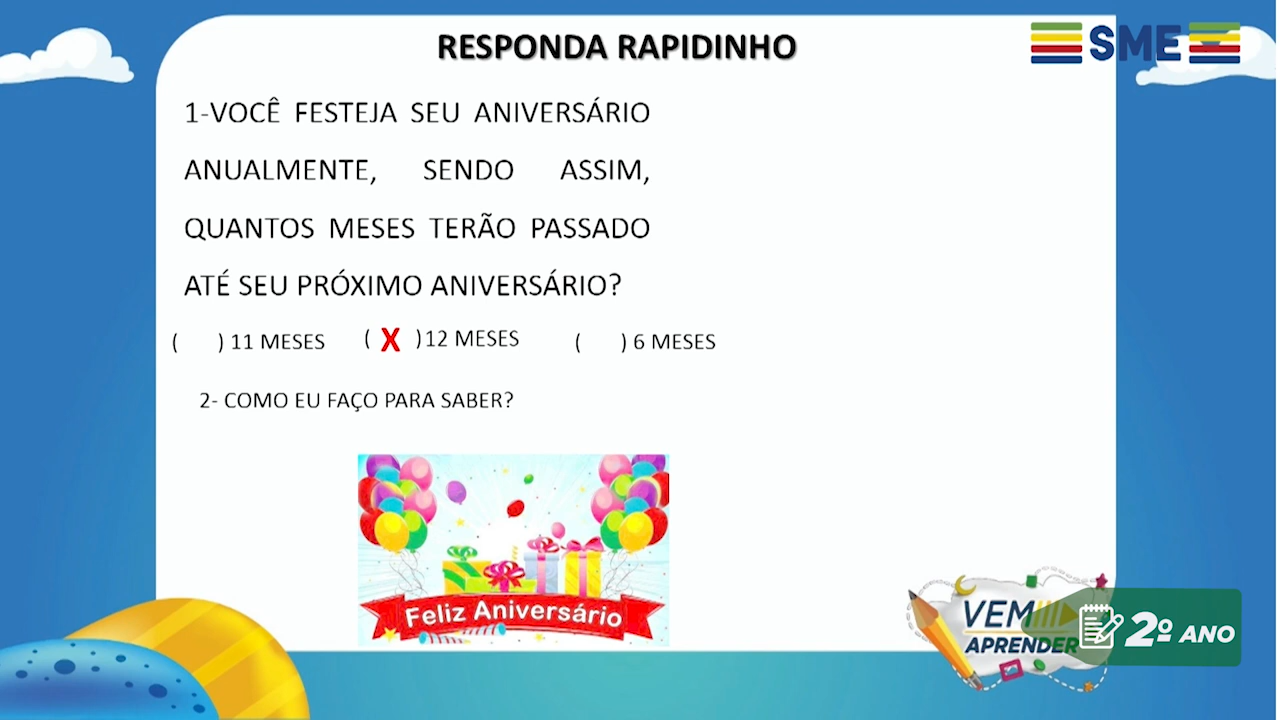 RESPONDA RAPIDINHO
SME
1-VOCÊ FESTEJA SEU ANIVERSÁRIO
ANUALMENTE, SENDO ASSIM,
QUANTOS MESES TERÃO PASSADO
ATÉ SEU PRÓXIMO ANIVERSÁRIO?
( ) 11 MESES ( X )12 MESES ( ) 6 MESES
2- COMO EU FAÇO PARA SABER?
Feliz Aniversário
VEM
APRENDER
2º ANO